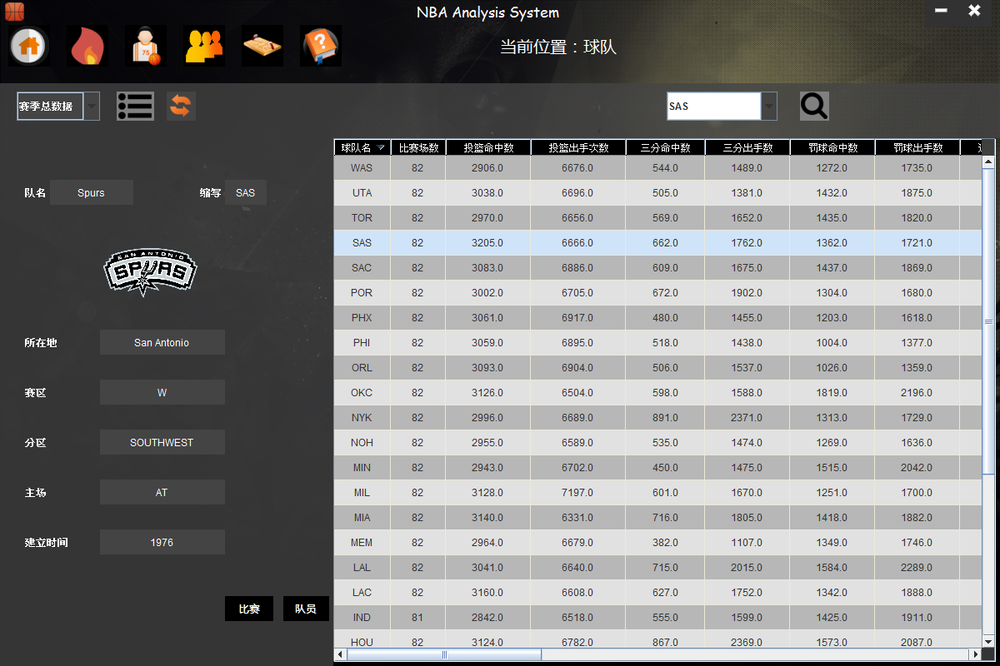 NBA Analysis System
当前位置：球队
赛季总数据
SAS
队名 Spurs 缩写 SAS
SAN ANTONIO
SPURS
所在地 San Antonio
赛区 W
分区 SOUTHWEST
主场 AT
建立时间 1976
比赛 队员
球队名 比赛场数 投篮命中数 投篮出手次数 三分命中数 三分出手数 罚球命中数 罚球出手数
WAS 82 2906.0 6676.0 544.0 1489.0 1272.0 1735.0
UTA 82 3038.0 6696.0 505.0 1381.0 1432.0 1875.0
TOR 82 2970.0 6656.0 569.0 1652.0 1435.0 1820.0
SAS 82 3205.0 6666.0 662.0 1762.0 1362.0 1721.0
SAC 82 3083.0 6886.0 609.0 1675.0 1437.0 1869.0
POR 82 3002.0 6705.0 672.0 1902.0 1304.0 1680.0
PHX 82 3061.0 6917.0 480.0 1455.0 1203.0 1618.0
PHI 82 3059.0 6895.0 518.0 1438.0 1004.0 1377.0
ORL 82 3093.0 6904.0 506.0 1537.0 1026.0 1359.0
OKC 82 3126.0 6504.0 598.0 1588.0 1819.0 2196.0
NYK 82 2996.0 6689.0 891.0 2371.0 1313.0 1729.0
NOH 82 2955.0 6589.0 535.0 1474.0 1269.0 1636.0
MIN 82 2943.0 6702.0 450.0 1475.0 1515.0 2042.0
MIL 82 3128.0 7197.0 601.0 1670.0 1251.0 1700.0
MIA 82 3140.0 6331.0 716.0 1805.0 1418.0 1882.0
MEM 82 2964.0 6679.0 382.0 1107.0 1349.0 1746.0
LAL 82 3041.0 6640.0 715.0 2015.0 1584.0 2289.0
LAC 82 3160.0 6608.0 627.0 1752.0 1342.0 1888.0
IND 81 2842.0 6518.0 555.0 1599.0 1425.0 1911.0
HOU 82 3124.0 6782.0 867.0 2369.0 1573.0 2087.0